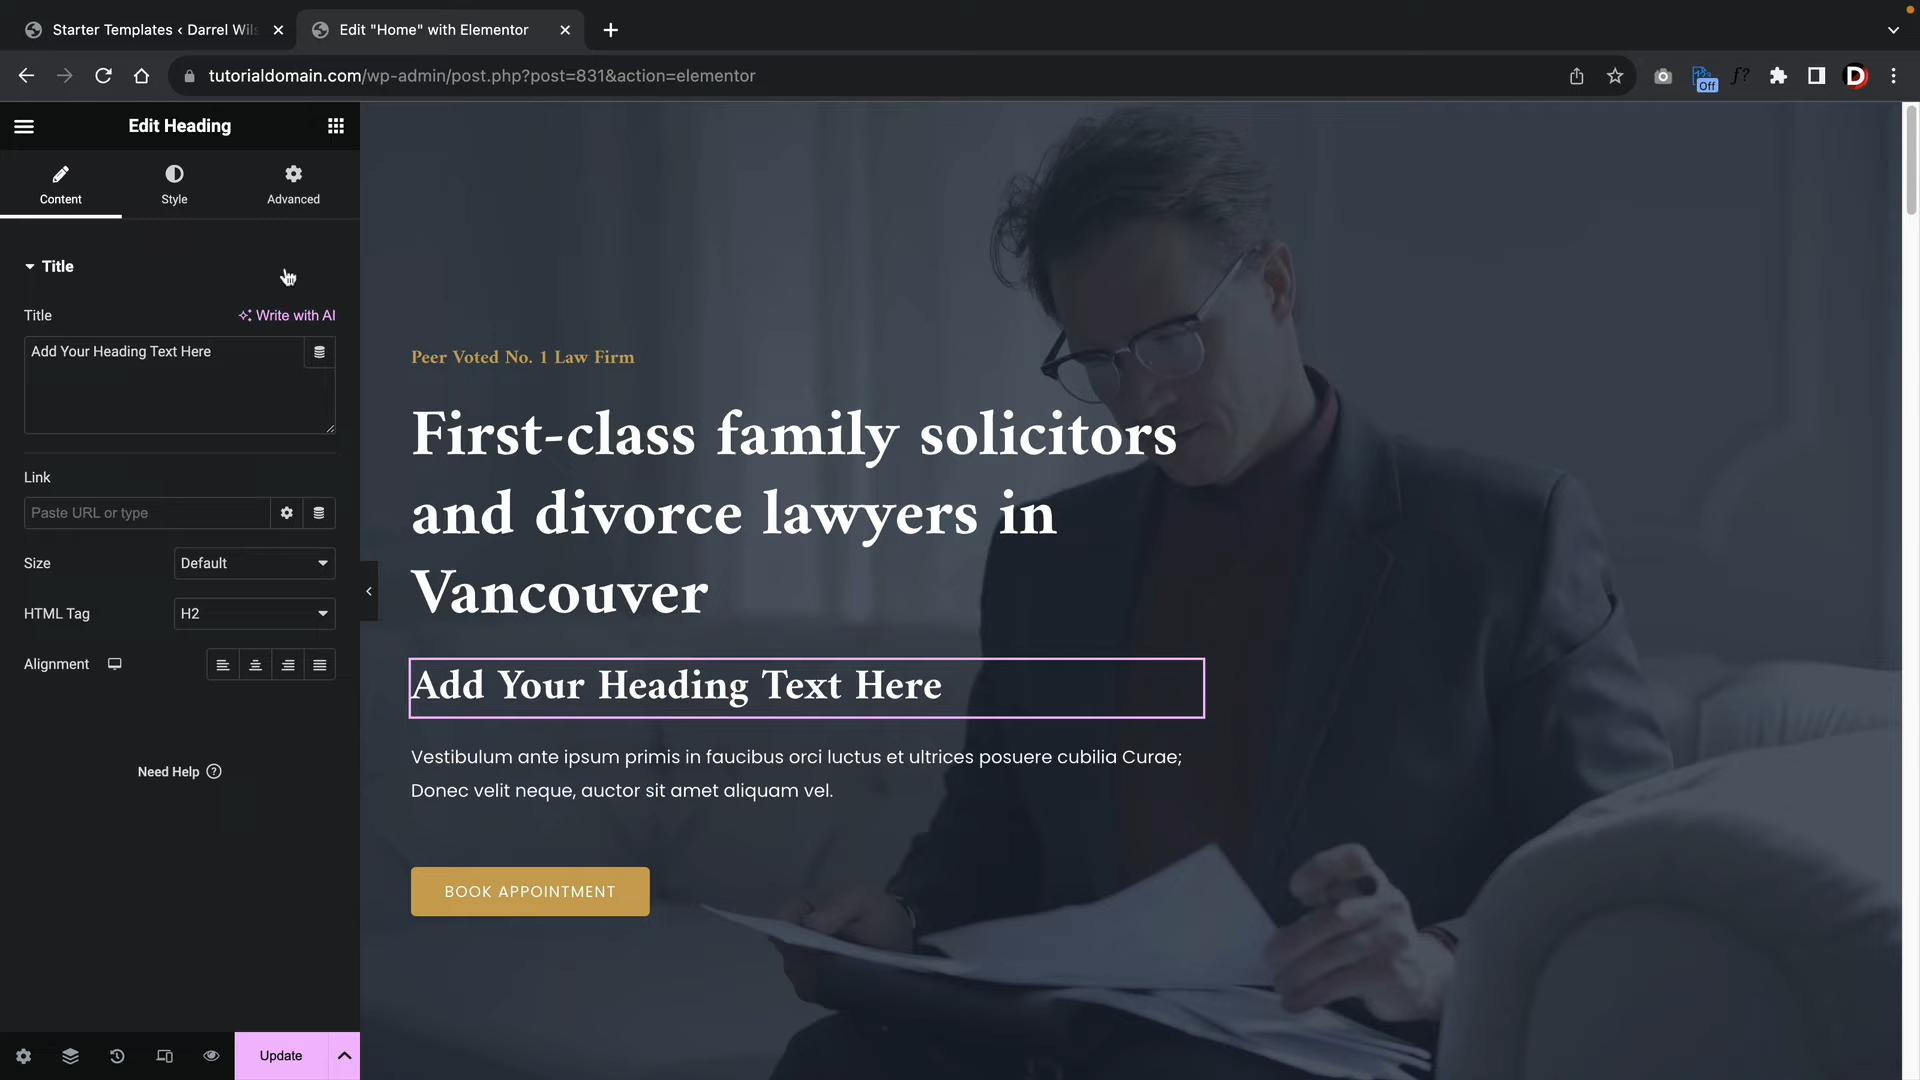 Starter Templates ‹ Darrel Wils
Edit "Home" with Elementor
tutorialdomain.com/wp-admin/post.php?post=831&action=elementor
f?
Off
D
Edit Heading
Content
Style
Advanced
Title
Title
Write with AI
Add Your Heading Text Here
Link
Paste URL or type
Size
Default
HTML Tag
H2
Alignment
Need Help
Update
Peer Voted No. 1 Law Firm
First-class family solicitors
and divorce lawyers in
Vancouver
Add Your Heading Text Here
Vestibulum ante ipsum primis in faucibus orci luctus et ultrices posuere cubilia Curae;
Donec velit neque, auctor sit amet aliquam vel.
BOOK APPOINTMENT